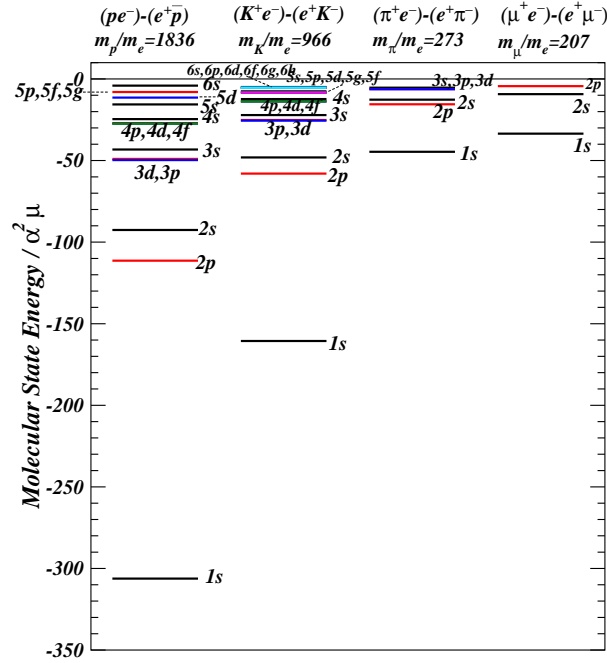 (pe⁻)-(e⁺p̅) (K⁺e⁻)-(e⁺K⁻) (π⁺e⁻)-(e⁺π⁻) (μ⁺e⁻)-(e⁺μ⁻)
m_p/m_e=1836 m_K/m_e=966 m_π/m_e=273 m_μ/m_e=207
6s,6p,6d,6f,6g,6h
5s,5p,5d,5g,5f
0
6s
5p,5f,5g
5d
5s
4s
4p,4d,4f
3s
3d,3p
2s
2p
1s
4s
4p,4d,4f
3s
3p,3d
2s
2p
1s
3s,3p,3d
2s
2p
1s
2p
2s
1s
-50
-100
-150
-200
-250
-300
-350
Molecular State Energy / α² μ